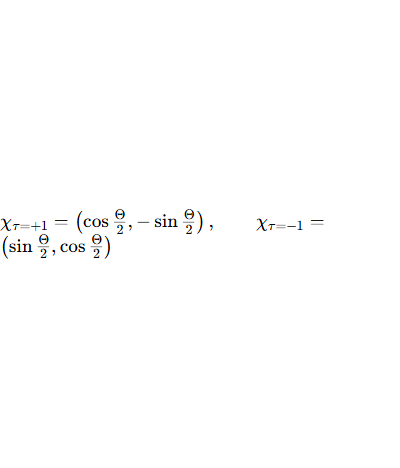 χ_{τ=+1} = (cos Θ/2, − sin Θ/2) , χ_{τ=−1} =
(sin Θ/2, cos Θ/2)